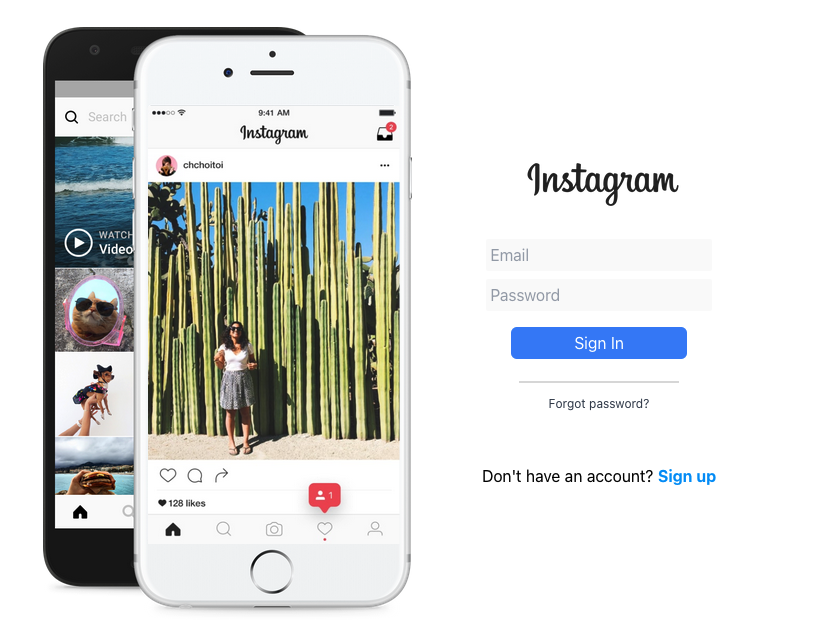 Search
WATCH
Video
9:41 AM
Instagram
2
chchoitoi
128 likes
1
Instagram
Email
Password
Sign In
Forgot password?
Don't have an account? Sign up